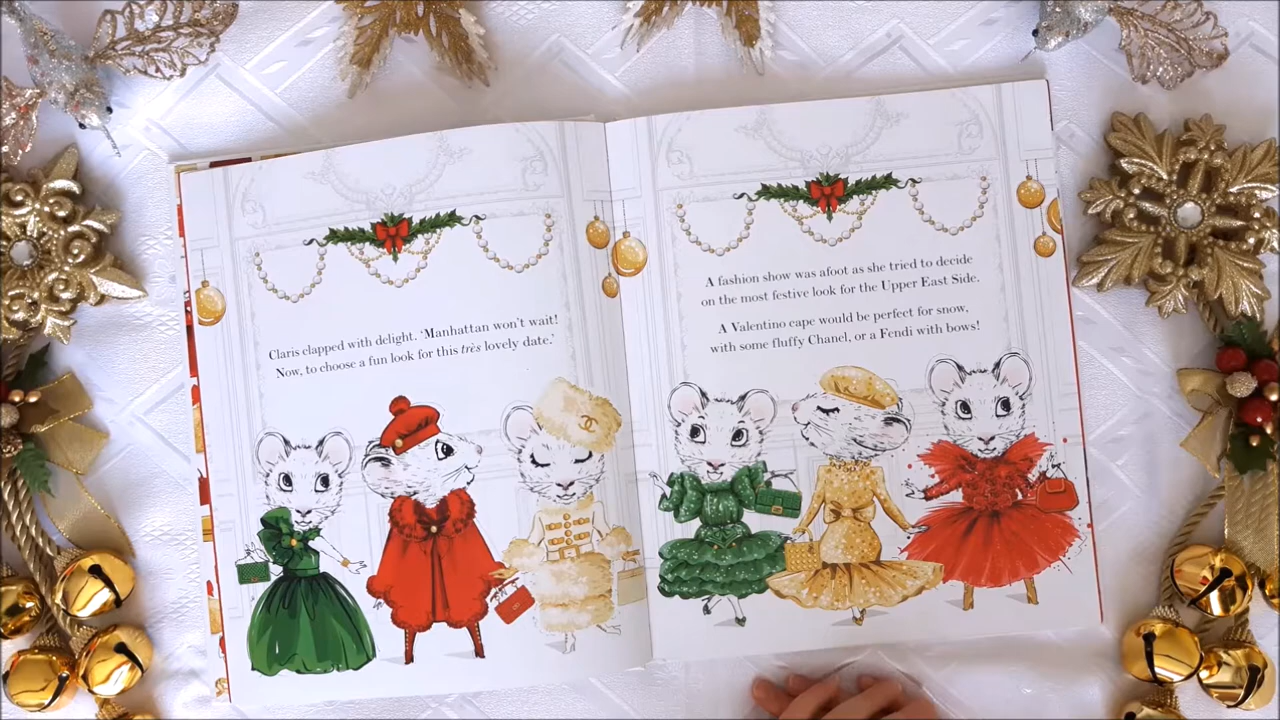 Claris clapped with delight. ‘Manhattan won’t wait!
Now, to choose a fun look for this très lovely date.’
A fashion show was afoot as she tried to decide
on the most festive look for the Upper East Side.
A Valentino cape would be perfect for snow,
with some fluffy Chanel, or a Fendi with bows!